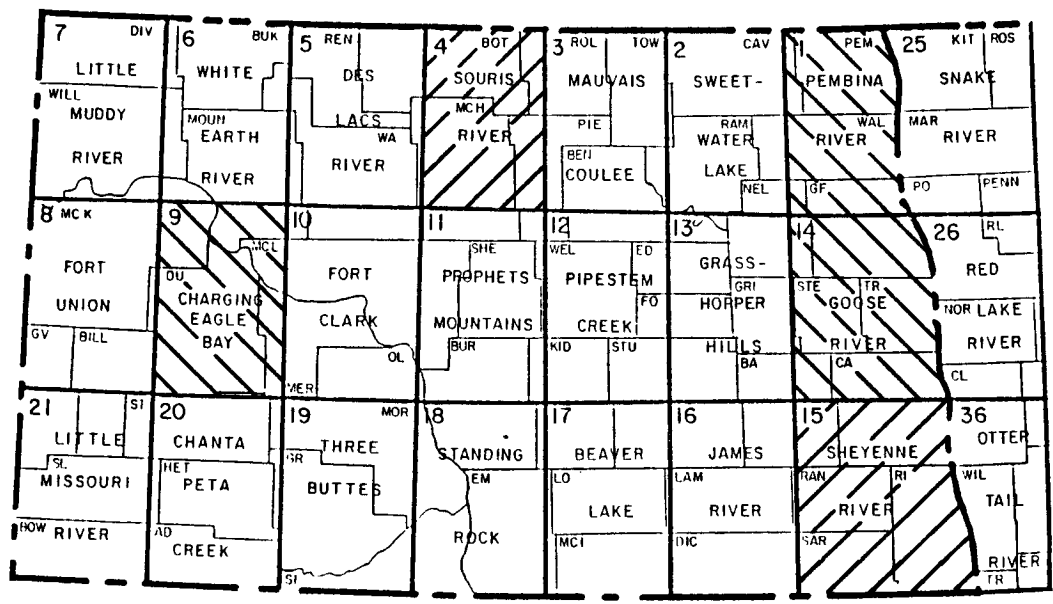 7 DIV
LITTLE
WILL
MUDDY
RIVER
6 BUK
WHITE
MOUN
EARTH
RIVER
5 REN
DES
LACS
WA
RIVER
4 BOT
SOURIS
MCH
RIVER
3 ROL TOW
MAUVAIS
PIE
BEN
COULEE
2 CAV
SWEET-
RAM
WATER
LAKE
NEL
1 PEM
PEMBINA
WAL
RIVER
GF
25 KIT ROS
SNAKE
MAR
RIVER
PO PENN
8 MCK
FORT
UNION
GV BILL
9
MCL
DU
CHARGING
EAGLE
BAY
10
FORT
CLARK
OL
MER
11
SHE
PROPHETS
MOUNTAINS
BUR
12
WEL ED
PIPESTEM
FO
CREEK
KID STU
13
GRASS-
GRI
HOPPER
HILLS
BA
14
STE TR
GOOSE
RIVER
CA
26
RL
RED
NOR LAKE
RIVER
CL
21 ST
LITTLE
SL
MISSOURI
BOW RIVER
20
CHANTA
HET
PETA
AD
CREEK
19 MOR
THREE
GR
BUTTES
SI
18
STANDING
EM
ROCK
17
BEAVER
LO
LAKE
MCI
16
JAMES
LAM
RIVER
DIC
15
SHEYENNE
RAN RI
RIVER
SAR
36
OTTER
WIL
TAIL
RIVER
TR